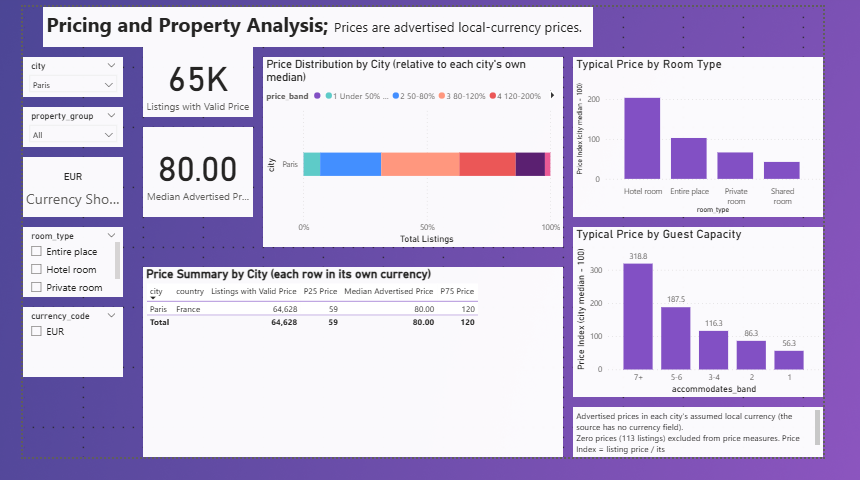 Pricing and Property Analysis; Prices are advertised local-currency prices.
city
Paris
property_group
All
EUR
Currency Sho...
room_type
Entire place
Hotel room
Private room
currency_code
EUR
65K
Listings with Valid Price
80.00
Median Advertised Pr...
Price Distribution by City (relative to each city's own
median)
price_band 1 Under 50% ... 2 50-80% 3 80-120% 4 120-200%
city
Paris
0% 50% 100%
Total Listings
Price Summary by City (each row in its own currency)
city country Listings with Valid Price P25 Price Median Advertised Price P75 Price
Paris France 64,628 59 80.00 120
Total 64,628 59 80.00 120
Typical Price by Room Type
Price Index (city median = 100)
200
100
0
Hotel room Entire place Private room Shared room
room_type
Typical Price by Guest Capacity
Price Index (city median = 100)
300
200
100
0
318.8 187.5 116.3 86.3 56.3
7+ 5-6 3-4 2 1
accommodates_band
Advertised prices in each city's assumed local currency (the
source has no currency field).
Zero prices (113 listings) excluded from price measures. Price
Index = listing price / its